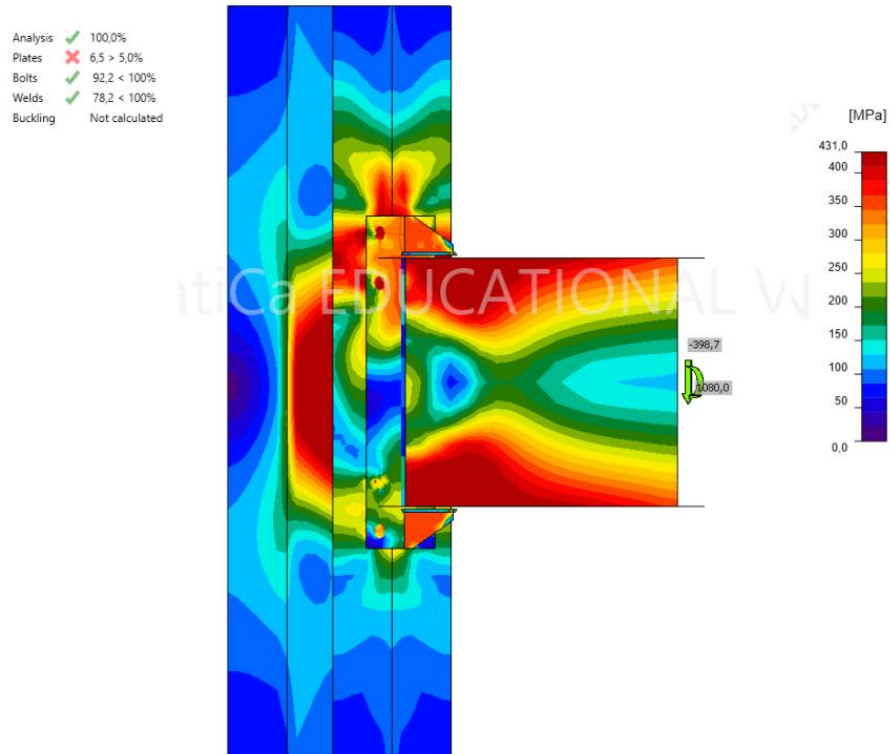 Analysis 100,0%
Plates 6,5 > 5,0%
Bolts 92,2 < 100%
Welds 78,2 < 100%
Buckling Not calculated
[MPa]
431,0
400
350
300
250
200
150
100
50
0,0
EDUCATIONAL
-398,7
1080,0